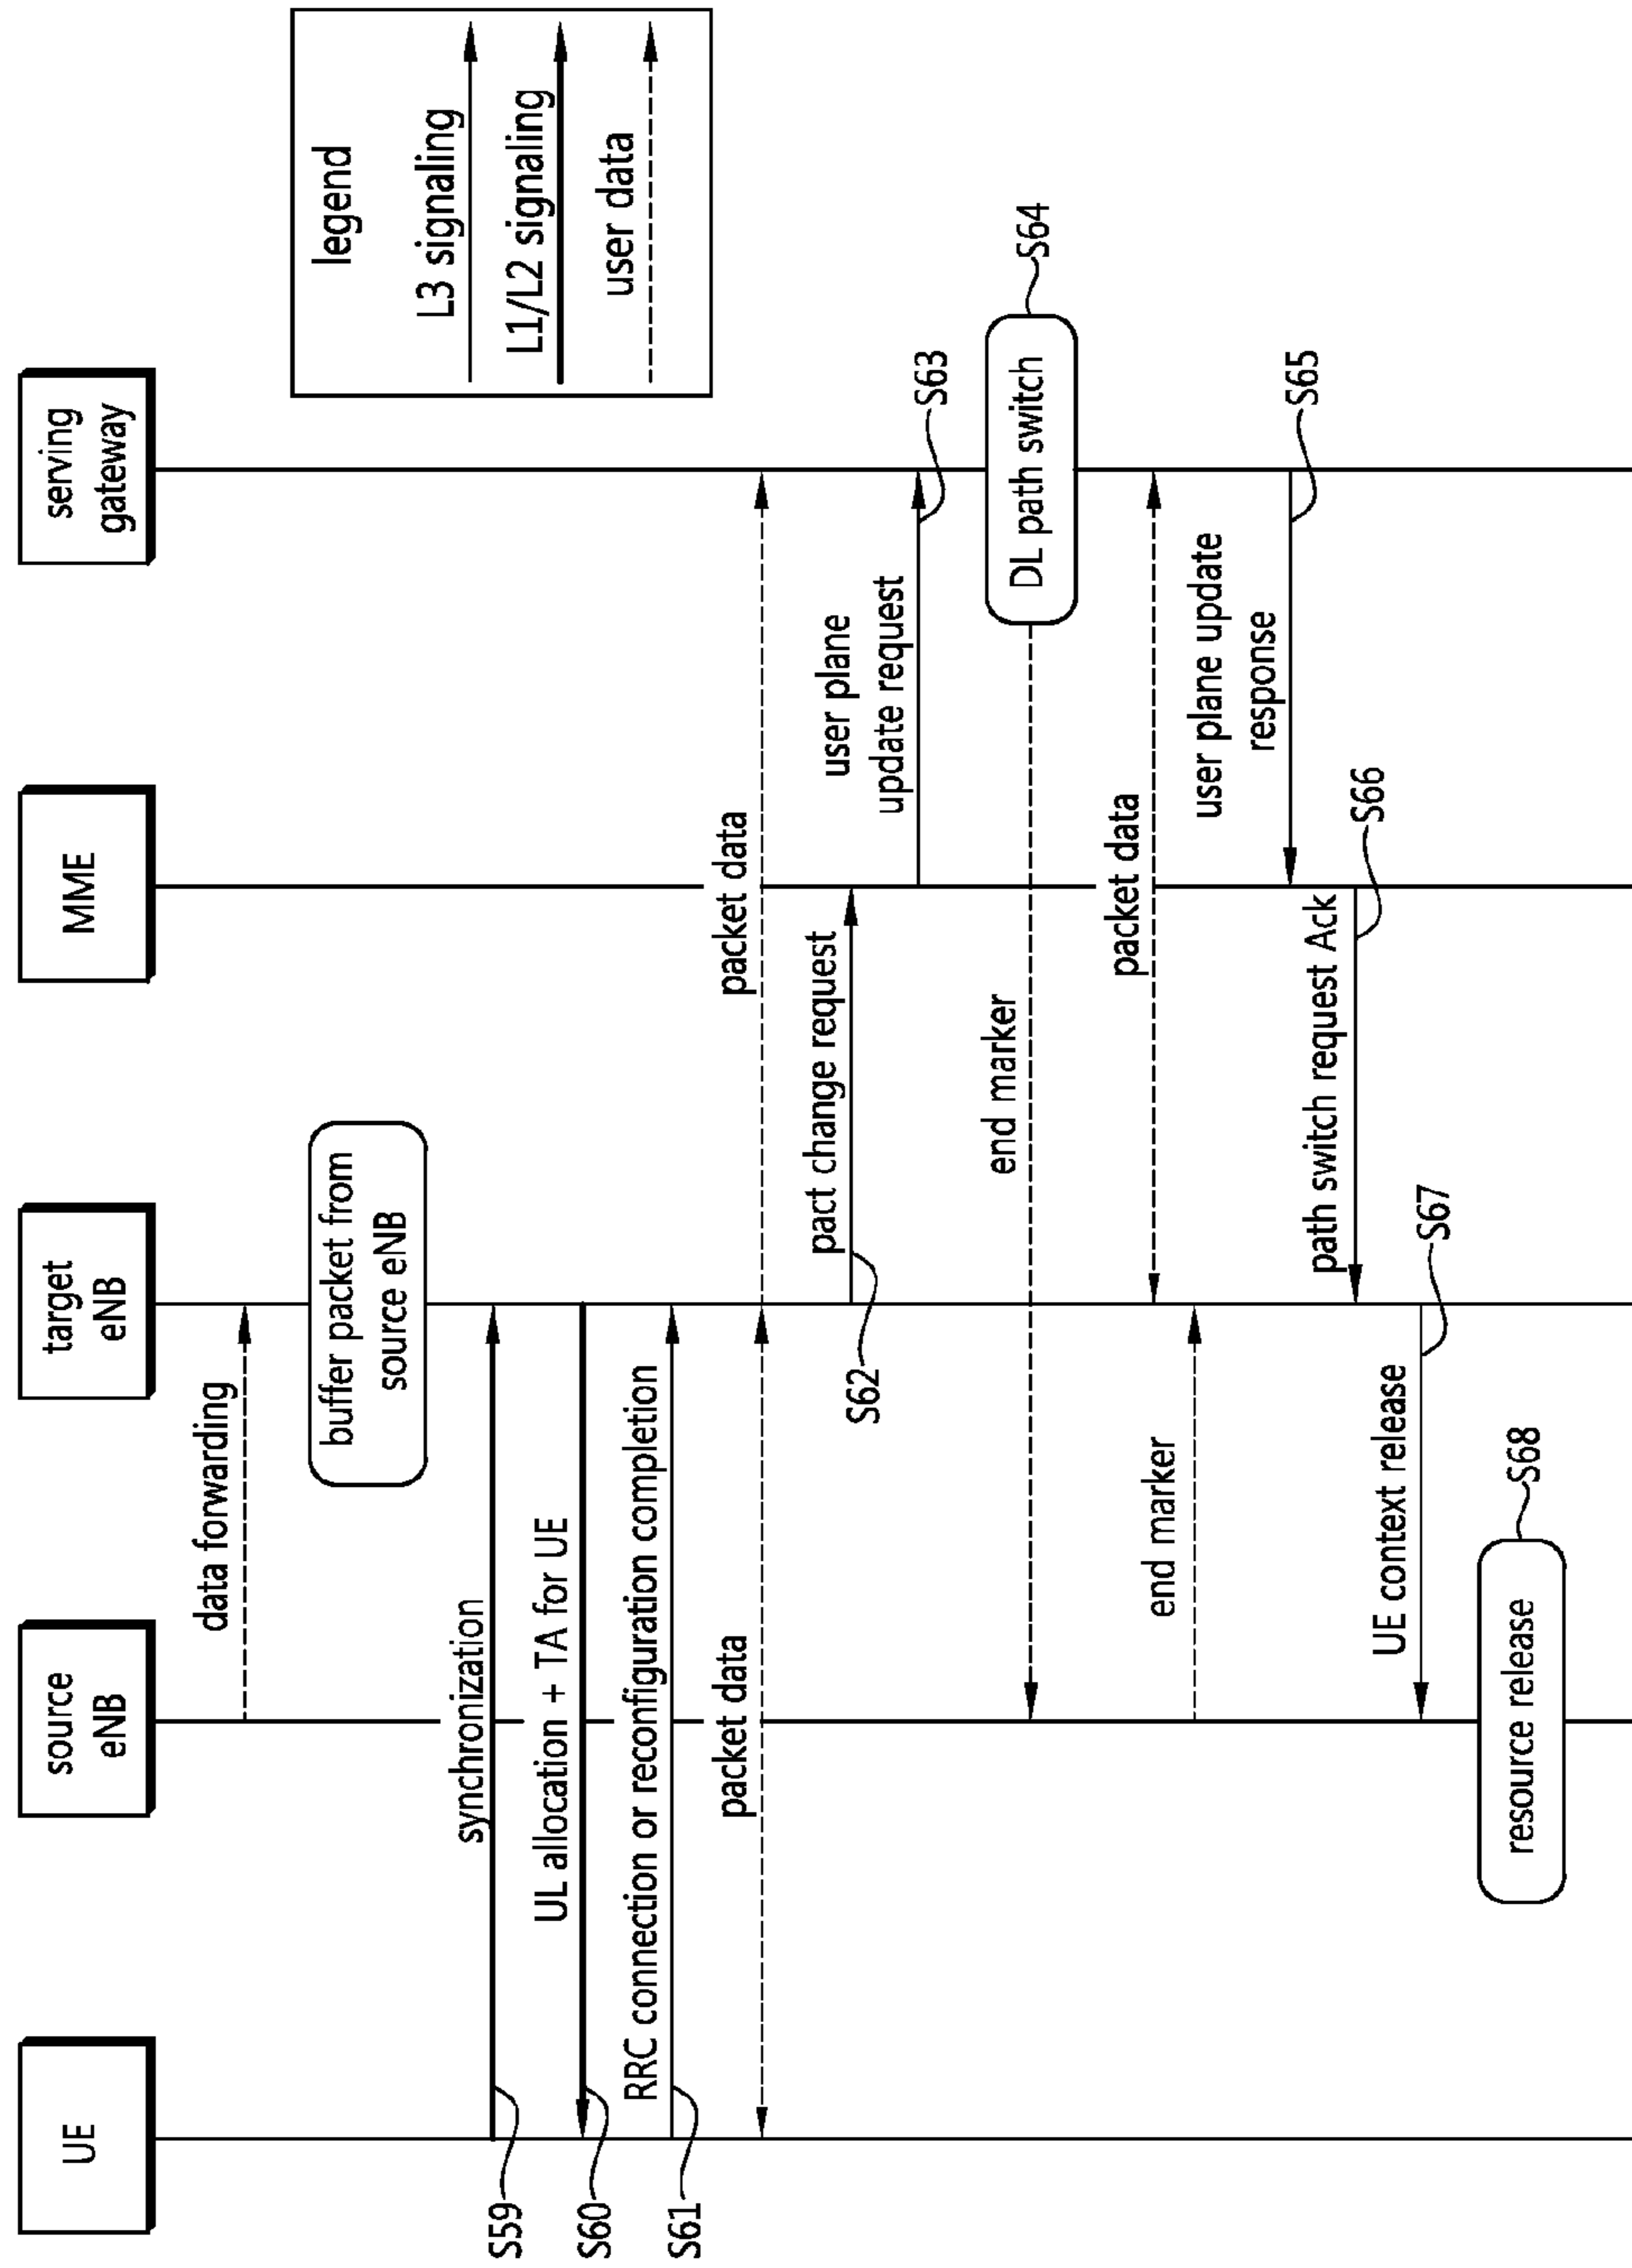 UE
source
eNB
target
eNB
MME
serving
gateway
legend
L3 signaling
L1/L2 signaling
user data
data forwarding
buffer packet from
source eNB
synchronization
S59
UL allocation + TA for UE
S60
RRC connection or reconfiguration completion
S61
packet data
packet data
pact change request
S62
user plane
update request
S63
DL path switch
S64
end marker
packet data
end marker
user plane update
response
S65
path switch request Ack
S66
UE context release
S67
resource release
S68